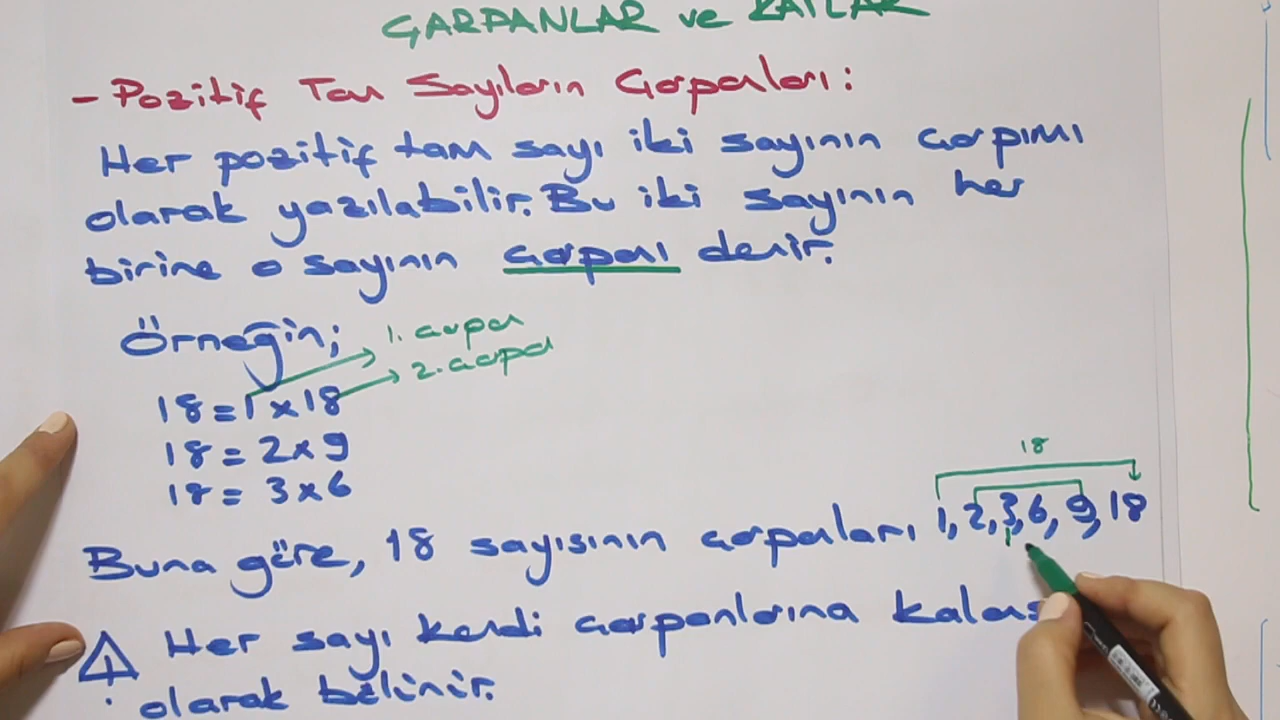 ÇARPANLAR ve KATLAR
- Pozitif Tam Sayıların Çarpanları:
Her pozitif tam sayı iki sayının çarpımı
olarak yazılabilir. Bu iki sayının her
birine o sayının çarpanı denir.
Örneğin;
1. çarpan
2. çarpan
18 = 1 x 18
18 = 2 x 9
18 = 3 x 6
18
Buna göre, 18 sayısının çarpanları 1, 2, 3, 6, 9, 18
Her sayı kendi çarpanlarına kalansız
olarak bölünür.